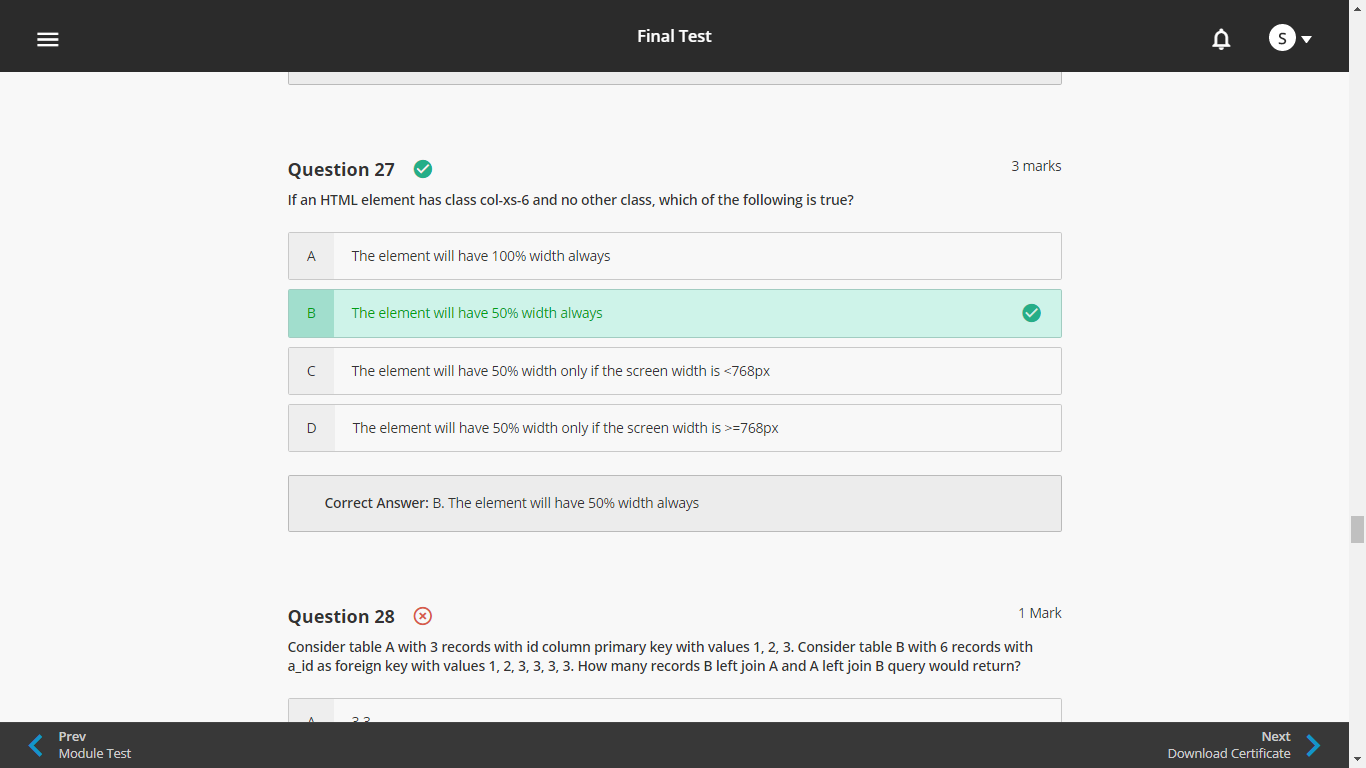 Final Test
S
Question 27
3 marks
If an HTML element has class col-xs-6 and no other class, which of the following is true?
A The element will have 100% width always
B The element will have 50% width always
C The element will have 50% width only if the screen width is <768px
D The element will have 50% width only if the screen width is >=768px
Correct Answer: B. The element will have 50% width always
Question 28
1 Mark
Consider table A with 3 records with id column primary key with values 1, 2, 3. Consider table B with 6 records with
a_id as foreign key with values 1, 2, 3, 3, 3, 3. How many records B left join A and A left join B query would return?
A
Prev
Module Test
Next
Download Certificate